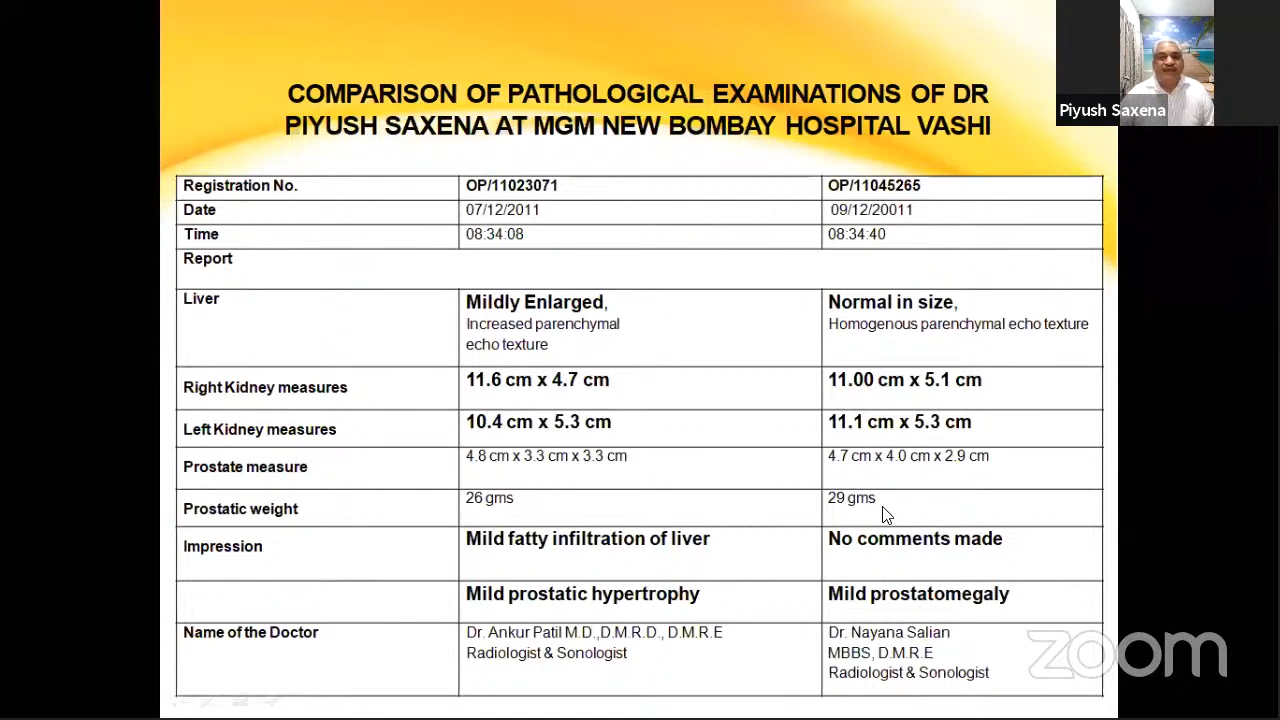 COMPARISON OF PATHOLOGICAL EXAMINATIONS OF DR
PIYUSH SAXENA AT MGM NEW BOMBAY HOSPITAL VASHI
Piyush Saxena
Registration No. OP/11023071 OP/11045265
Date 07/12/2011 09/12/20011
Time 08:34:08 08:34:40
Report
Liver Mildly Enlarged, Normal in size,
Increased parenchymal Homogenous parenchymal echo texture
echo texture
Right Kidney measures 11.6 cm x 4.7 cm 11.00 cm x 5.1 cm
Left Kidney measures 10.4 cm x 5.3 cm 11.1 cm x 5.3 cm
Prostate measure 4.8 cm x 3.3 cm x 3.3 cm 4.7 cm x 4.0 cm x 2.9 cm
Prostatic weight 26 gms 29 gms
Impression Mild fatty infiltration of liver No comments made
Mild prostatic hypertrophy Mild prostatomegaly
Name of the Doctor Dr. Ankur Patil M.D.,D.M.R.D., D.M.R.E Dr. Nayana Salian
Radiologist & Sonologist MBBS, D.M.R.E
Radiologist & Sonologist
zoom